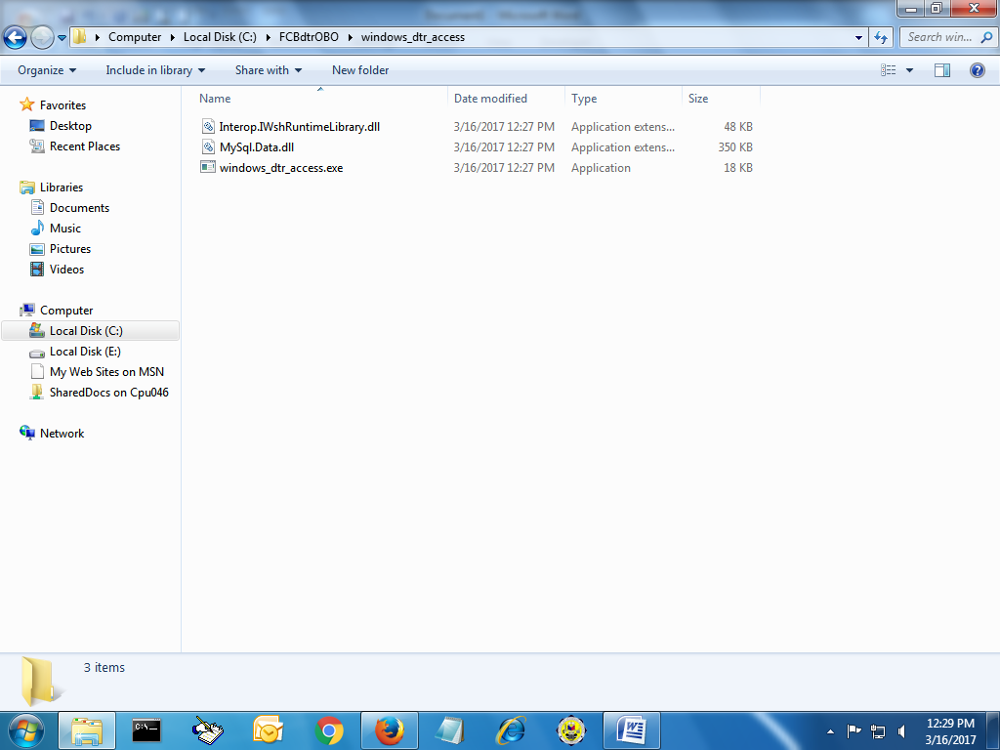 Computer Local Disk (C:) FCBdtrOBO windows_dtr_access Search win...
Organize Include in library Share with New folder
Name Date modified Type Size
Favorites
Desktop
Recent Places
Libraries
Documents
Music
Pictures
Videos
Computer
Local Disk (C:)
Local Disk (E:)
My Web Sites on MSN
SharedDocs on Cpu046
Network
Interop.IWshRuntimeLibrary.dll 3/16/2017 12:27 PM Application extens... 48 KB
MySql.Data.dll 3/16/2017 12:27 PM Application extens... 350 KB
windows_dtr_access.exe 3/16/2017 12:27 PM Application 18 KB
3 items
C:\_
12:29 PM
3/16/2017